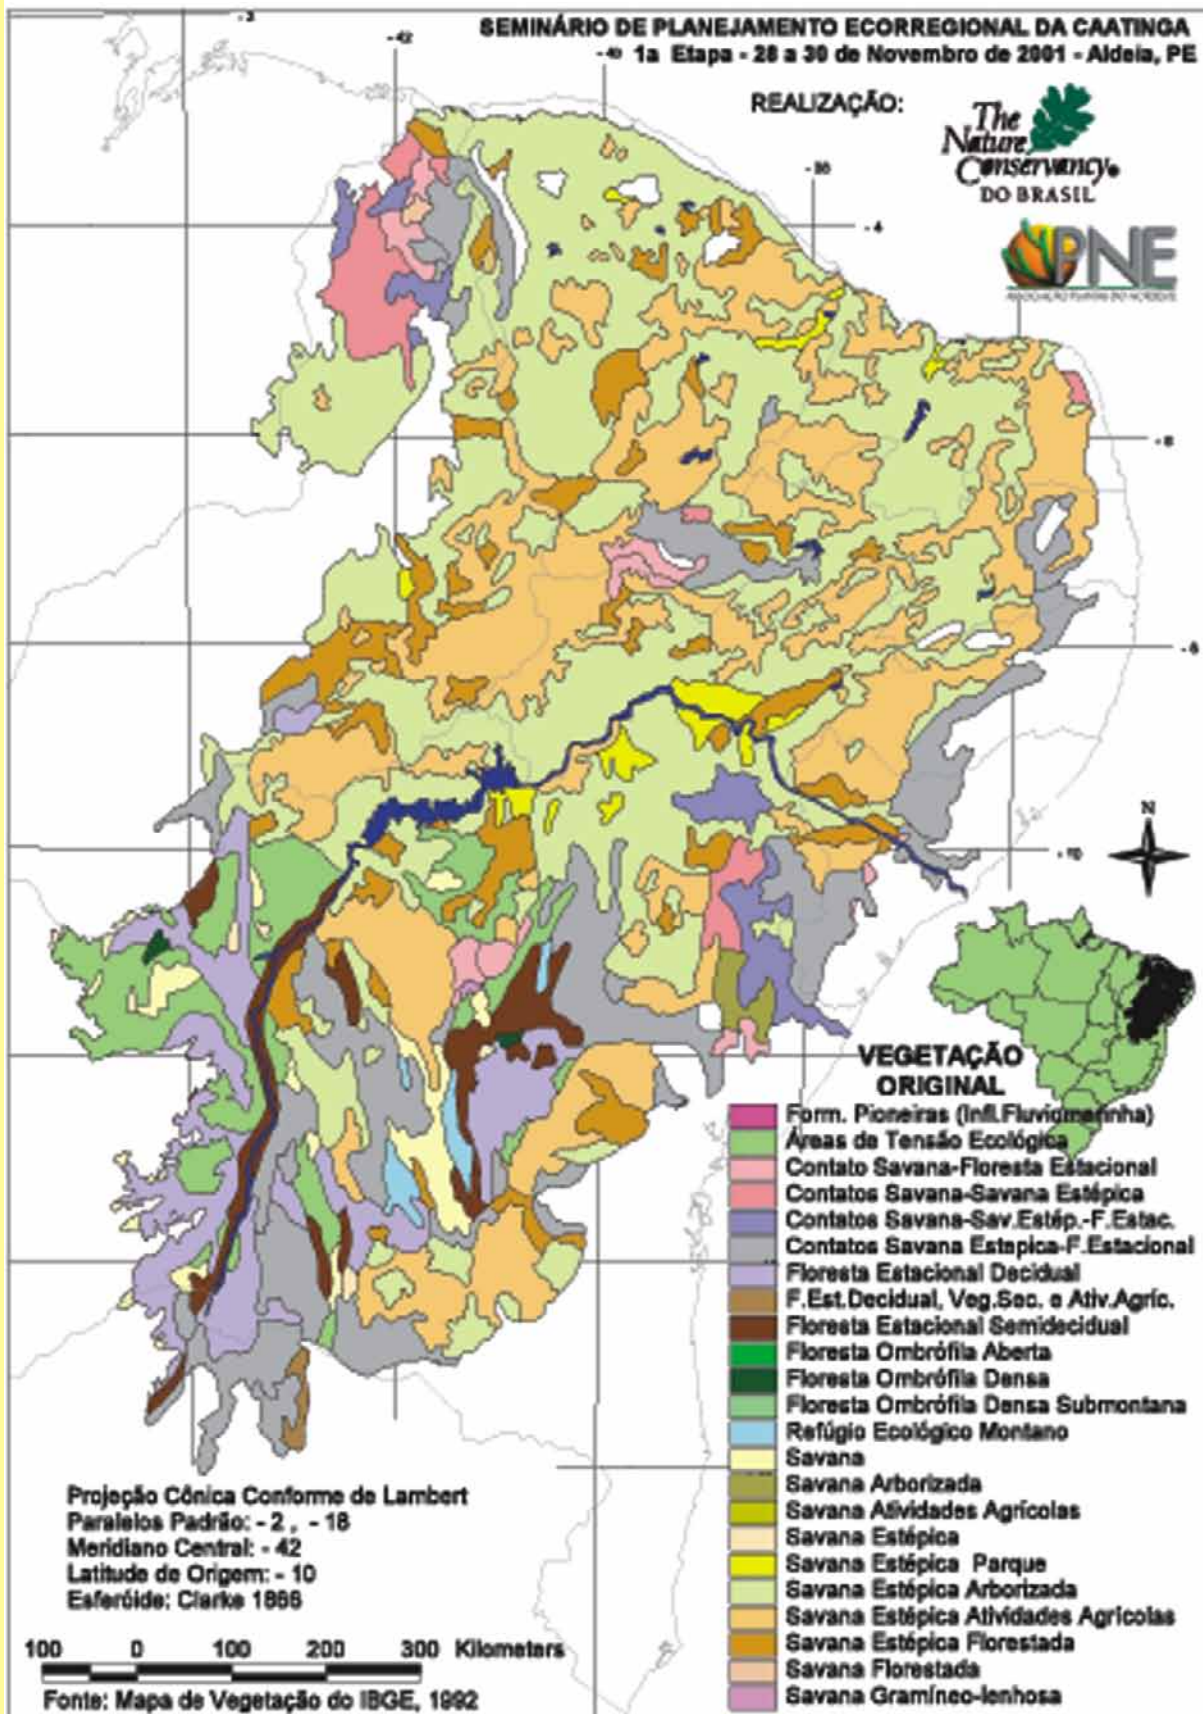 SEMINÁRIO DE PLANEJAMENTO ECORREGIONAL DA CAATINGA
1a Etapa - 28 a 30 de Novembro de 2001 - Aldeia, PE
REALIZAÇÃO:
The
Nature
Conservancy
DO BRASIL
PNE
- 42
- 4
- 10
N
VEGETAÇÃO
ORIGINAL
Form. Pioneiras (Infl.Fluviomarinha)
Áreas de Tensão Ecológica
Contato Savana-Floresta Estacional
Contatos Savana-Savana Estépica
Contatos Savana-Sav.Estép.-F.Estac.
Contatos Savana Estepica-F.Estacional
Floresta Estacional Decidual
F.Est.Decidual, Veg.Sec. e Ativ.Agríc.
Floresta Estacional Semidecidual
Floresta Ombrófila Aberta
Floresta Ombrófila Densa
Floresta Ombrófila Densa Submontana
Refúgio Ecológico Montano
Savana
Savana Arborizada
Savana Atividades Agrícolas
Savana Estépica
Savana Estépica Parque
Savana Estépica Arborizada
Savana Estépica Atividades Agrícolas
Savana Estépica Florestada
Savana Florestada
Savana Gramíneo-lenhosa
Projeção Cônica Conforme de Lambert
Paralelos Padrão: - 2 , - 18
Meridiano Central: - 42
Latitude de Origem: - 10
Esferóide: Clarke 1866
100 0 100 200 300 Kilometers
Fonte: Mapa de Vegetação do IBGE, 1992